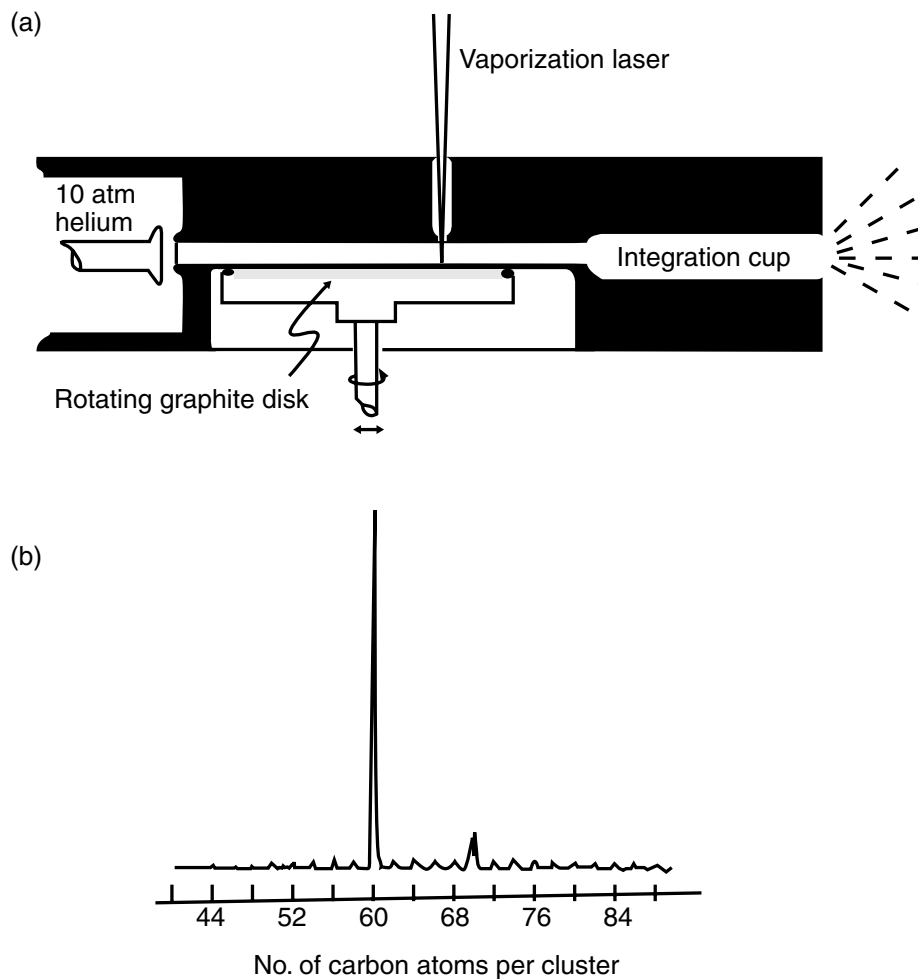 (a)
Vaporization laser
10 atm
helium
Integration cup
Rotating graphite disk
(b)
44 52 60 68 76 84
No. of carbon atoms per cluster